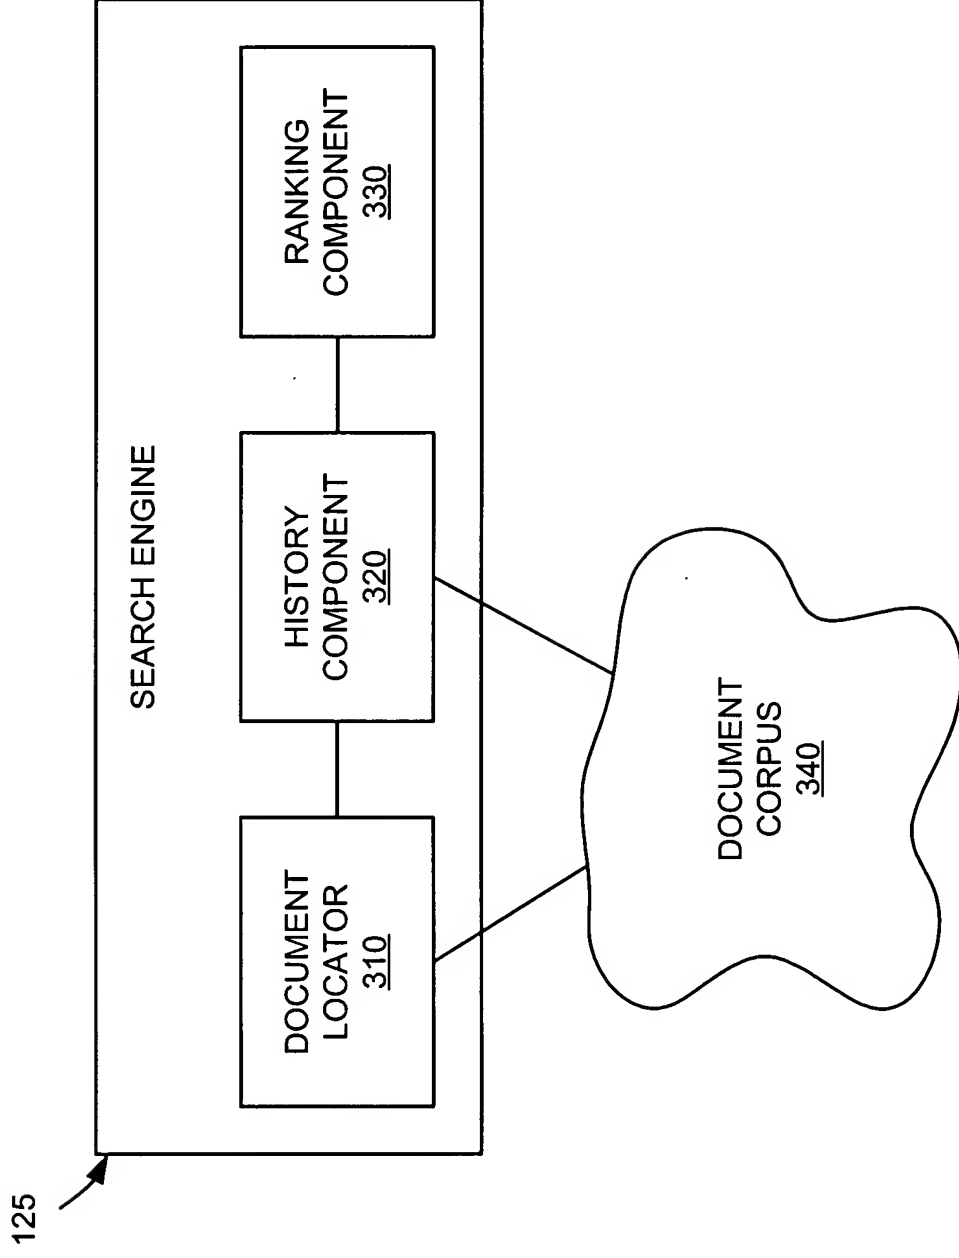 125
SEARCH ENGINE
DOCUMENT
LOCATOR
310
HISTORY
COMPONENT
320
RANKING
COMPONENT
330
DOCUMENT
CORPUS
340